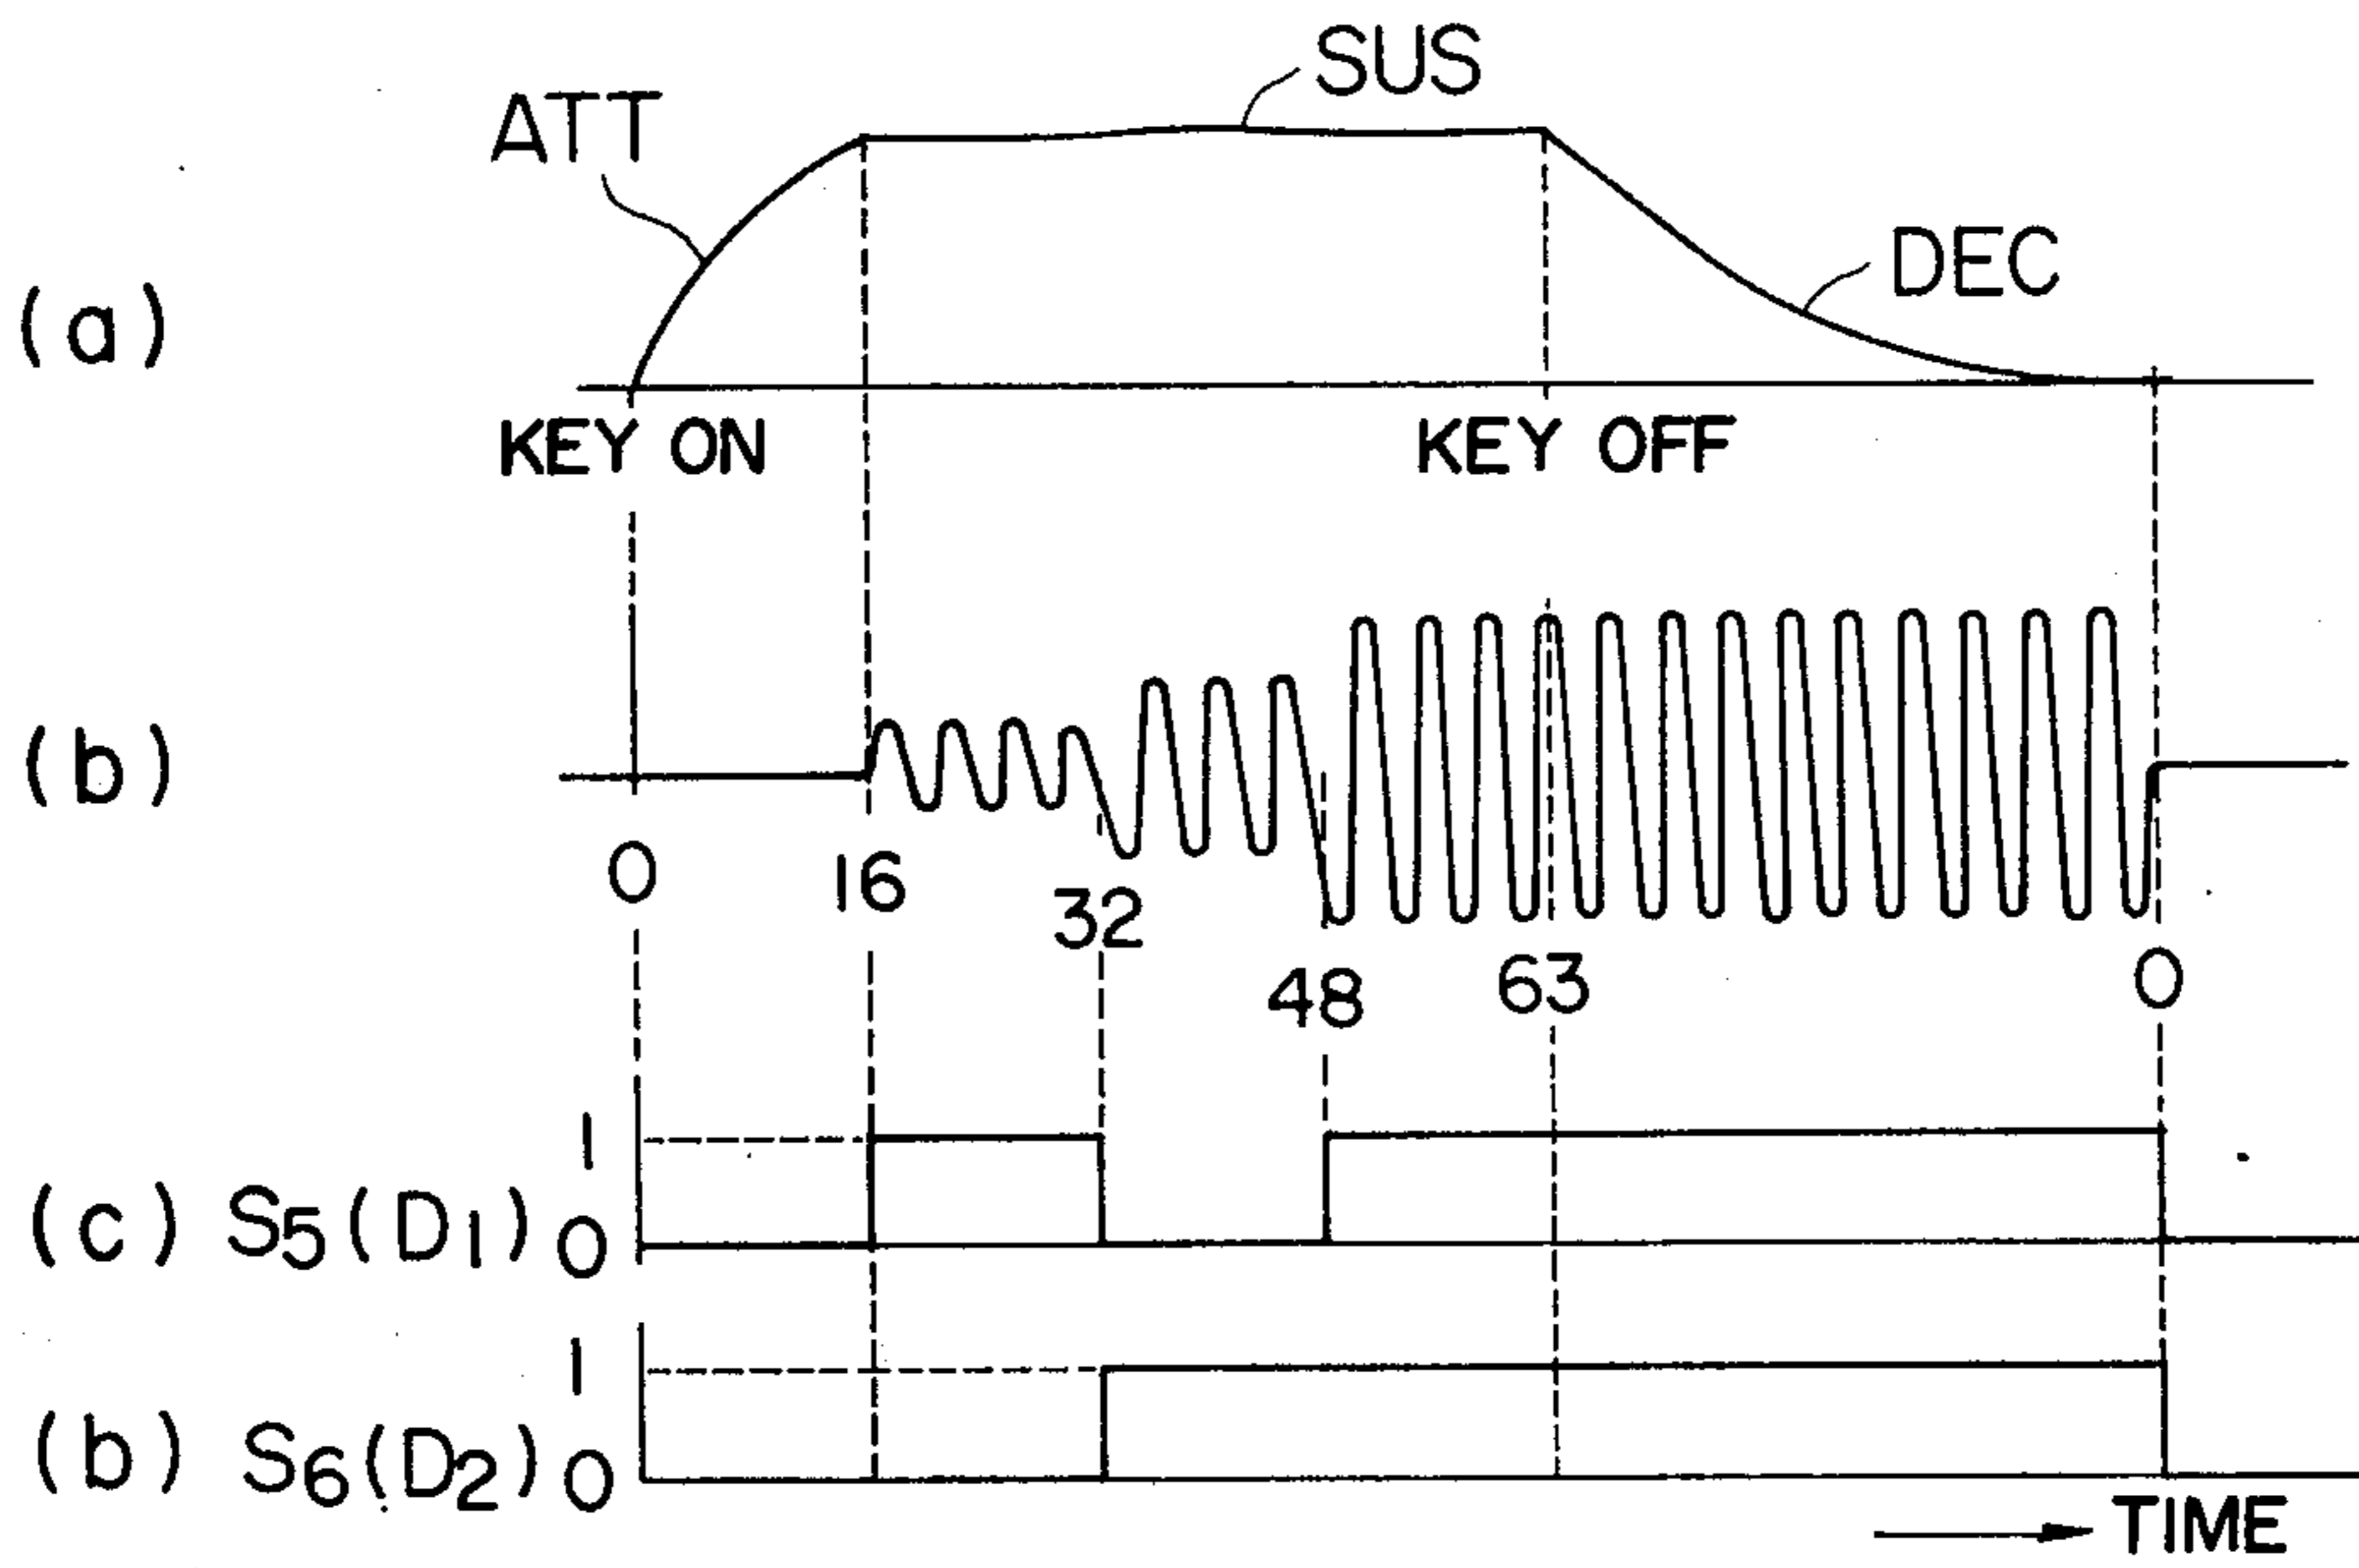 SUS
ATT
DEC
(a)
KEY ON KEY OFF
(b)
0 16 32 48 63 0
1
(c) S5(D1) 0
1
(b) S6(D2) 0
TIME